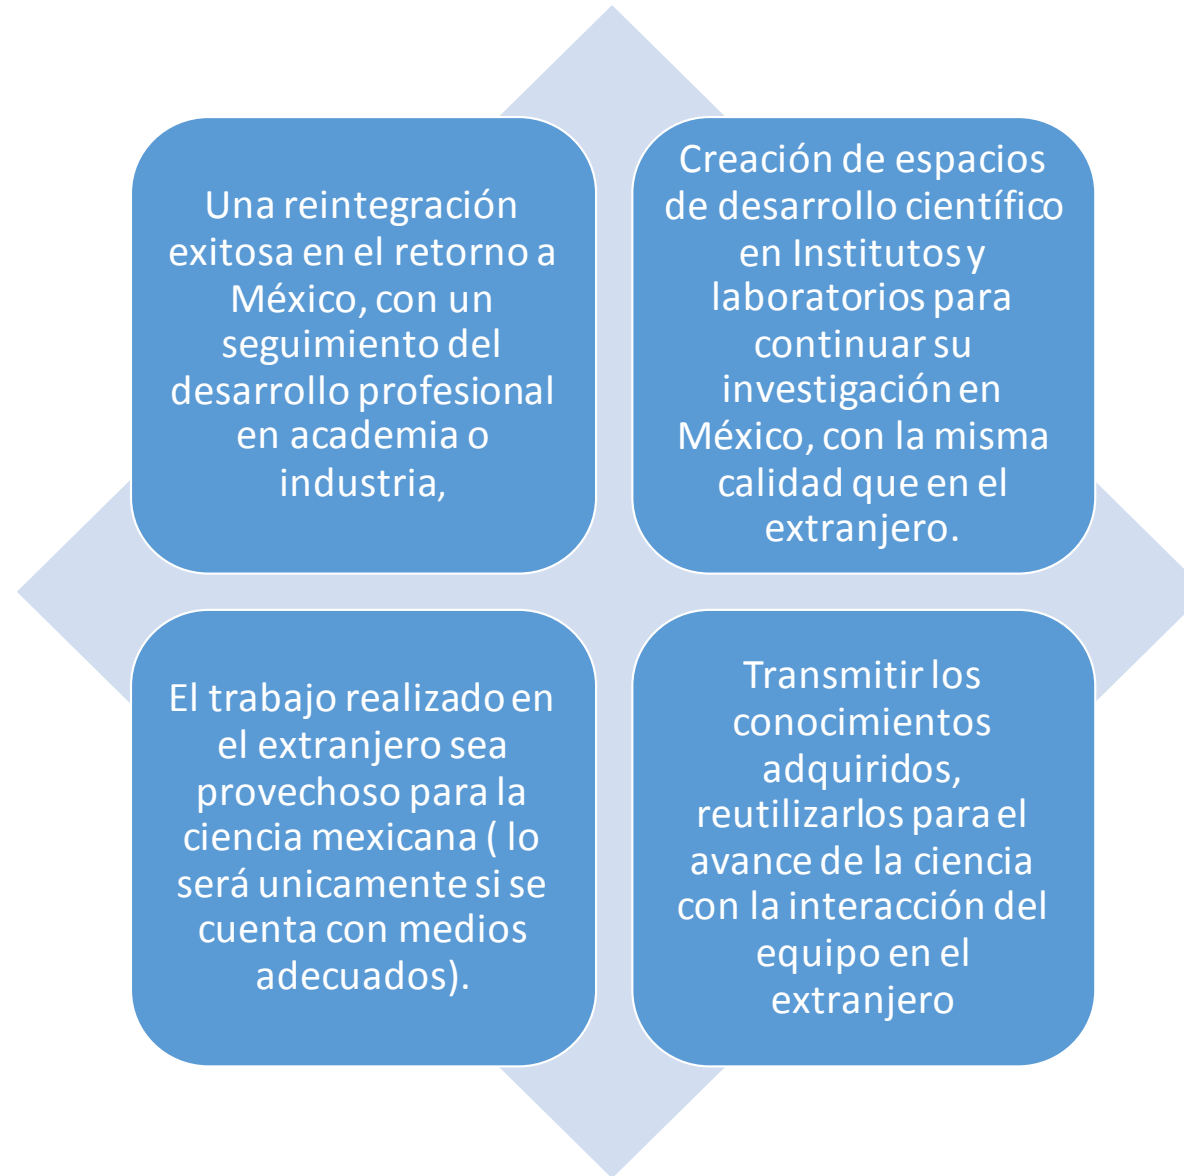 Una reintegración
exitosa en el retorno a
México, con un
seguimiento del
desarrollo profesional
en academia o
industria,
Creación de espacios
de desarrollo científico
en Institutos y
laboratorios para
continuar su
investigación en
México, con la misma
calidad que en el
extranjero.
El trabajo realizado en
el extranjero sea
provechoso para la
ciencia mexicana ( lo
será unicamente si se
cuenta con medios
adecuados).
Transmitir los
conocimientos
adquiridos,
reutilizarlos para el
avance de la ciencia
con la interacción del
equipo en el
extranjero